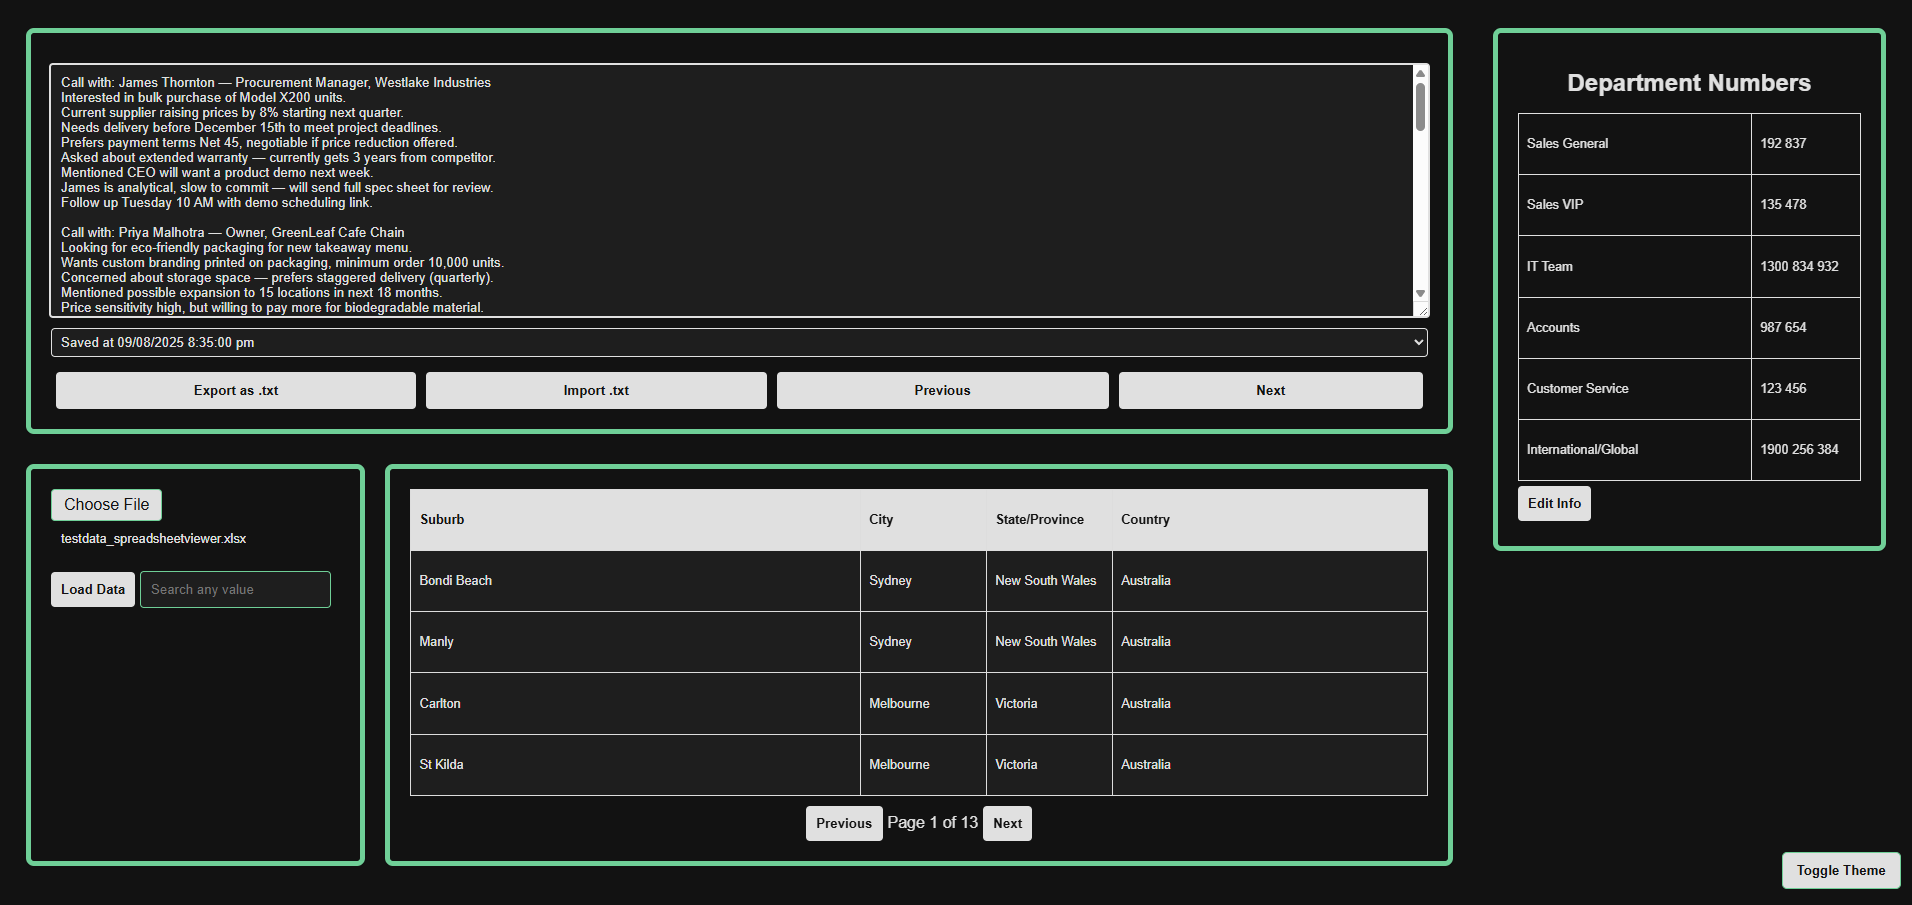 Call with: James Thornton — Procurement Manager, Westlake Industries
Interested in bulk purchase of Model X200 units.
Current supplier raising prices by 8% starting next quarter.
Needs delivery before December 15th to meet project deadlines.
Prefers payment terms Net 45, negotiable if price reduction offered.
Asked about extended warranty — currently gets 3 years from competitor.
Mentioned CEO will want a product demo next week.
James is analytical, slow to commit — will send full spec sheet for review.
Follow up Tuesday 10 AM with demo scheduling link.
Call with: Priya Malhotra — Owner, GreenLeaf Cafe Chain
Looking for eco-friendly packaging for new takeaway menu.
Wants custom branding printed on packaging, minimum order 10,000 units.
Concerned about storage space — prefers staggered delivery (quarterly).
Mentioned possible expansion to 15 locations in next 18 months.
Price sensitivity high, but willing to pay more for biodegradable material.
Saved at 09/08/2025 8:35:00 pm
Export as .txt Import .txt Previous Next
Department Numbers
Sales General 192 837
Sales VIP 135 478
IT Team 1300 834 932
Accounts 987 654
Customer Service 123 456
International/Global 1900 256 384
Edit Info
Choose File
testdata_spreadsheetviewer.xlsx
Load Data Search any value
Suburb City State/Province Country
Bondi Beach Sydney New South Wales Australia
Manly Sydney New South Wales Australia
Carlton Melbourne Victoria Australia
St Kilda Melbourne Victoria Australia
Previous Page 1 of 13 Next
Toggle Theme